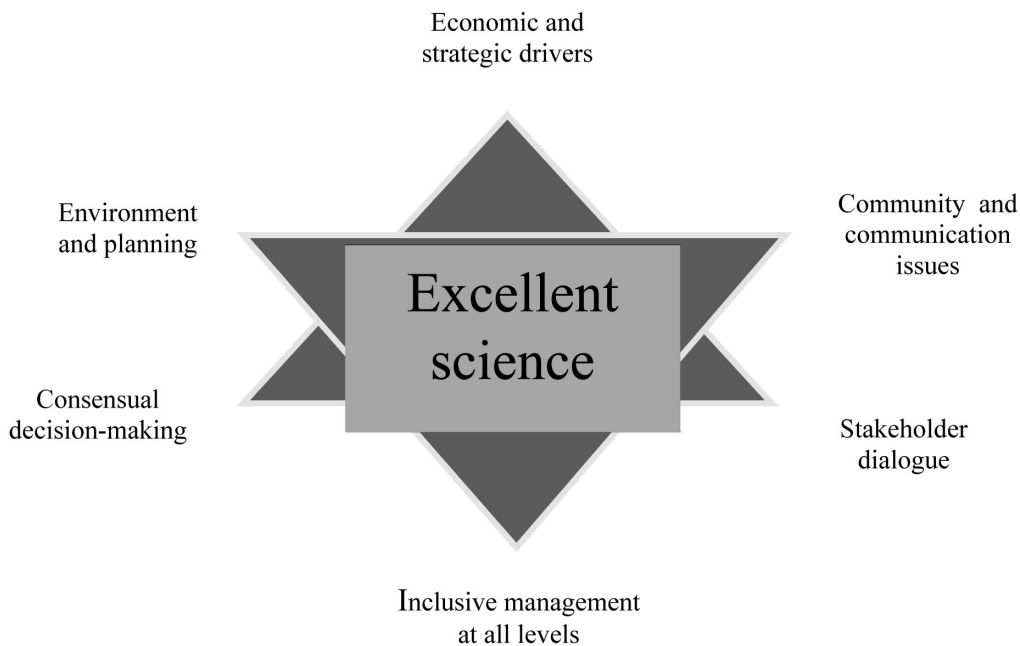 Economic and
strategic drivers
Environment
and planning
Community and
communication
issues
Excellent
science
Consensual
decision-making
Stakeholder
dialogue
Inclusive management
at all levels